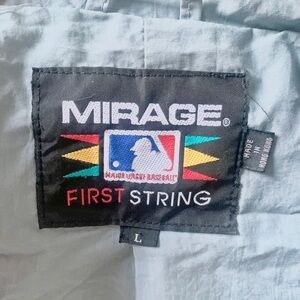 MIRAGE®
MAJOR LEAGUE BASEBALL
FIRST STRING
L
MADE
IN
HONG KONG